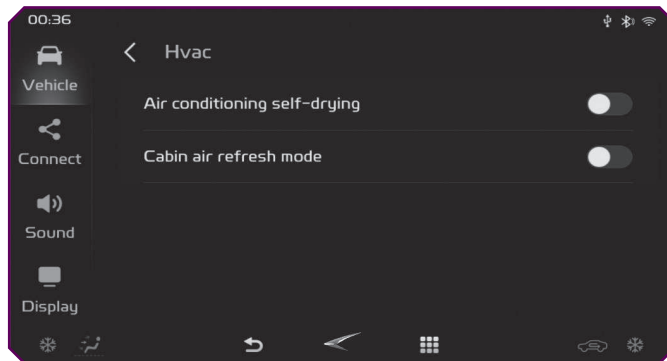 00:36
Hvac
Vehicle
Air conditioning self-drying
Cabin air refresh mode
Connect
Sound
Display